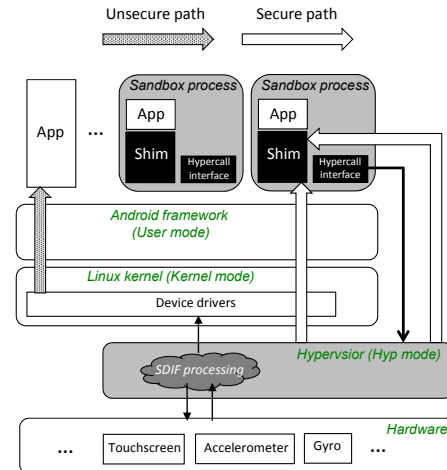 Unsecure path
Secure path
Sandbox process
Sandbox process
App
...
App
App
Shim
Hypercall
interface
Shim
Hypercall
interface
Android framework
(User mode)
Linux kernel (Kernel mode)
Device drivers
Hypervsior (Hyp mode)
SDIF processing
Hardware
...
Touchscreen
Accelerometer
Gyro
...